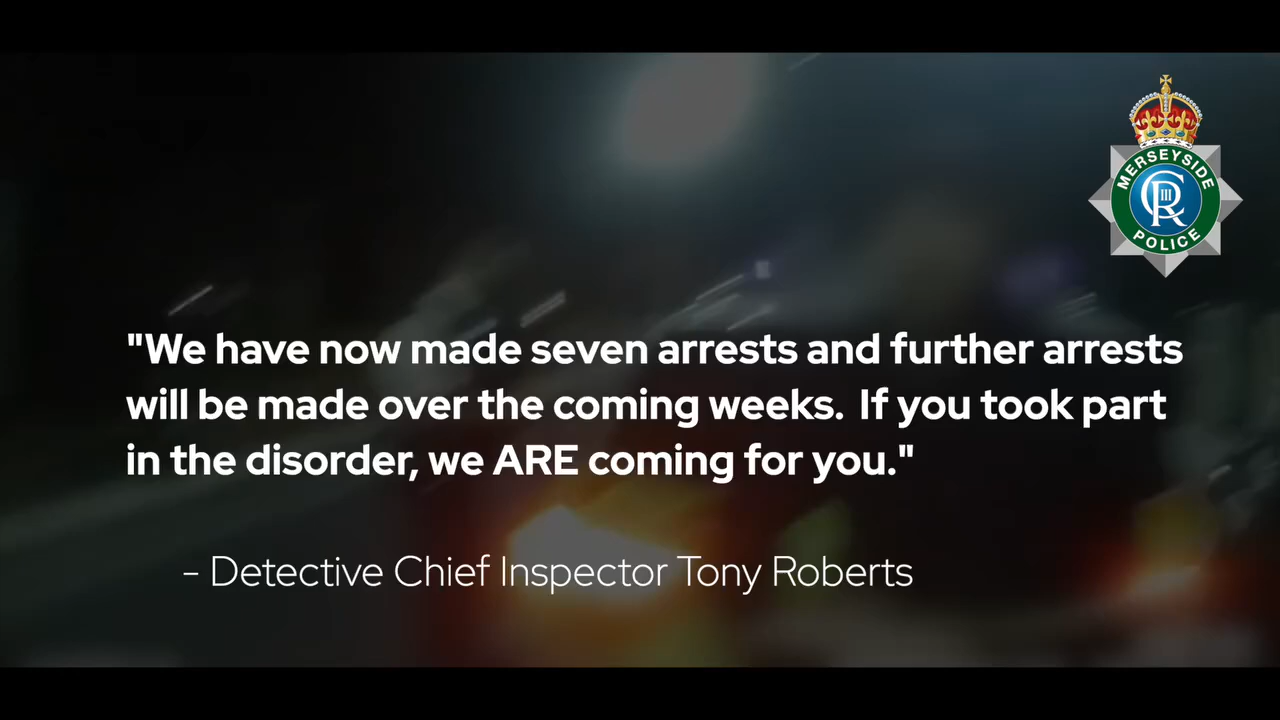 MERSEYSIDE
CIIIR
POLICE
"We have now made seven arrests and further arrests
will be made over the coming weeks. If you took part
in the disorder, we ARE coming for you."
- Detective Chief Inspector Tony Roberts